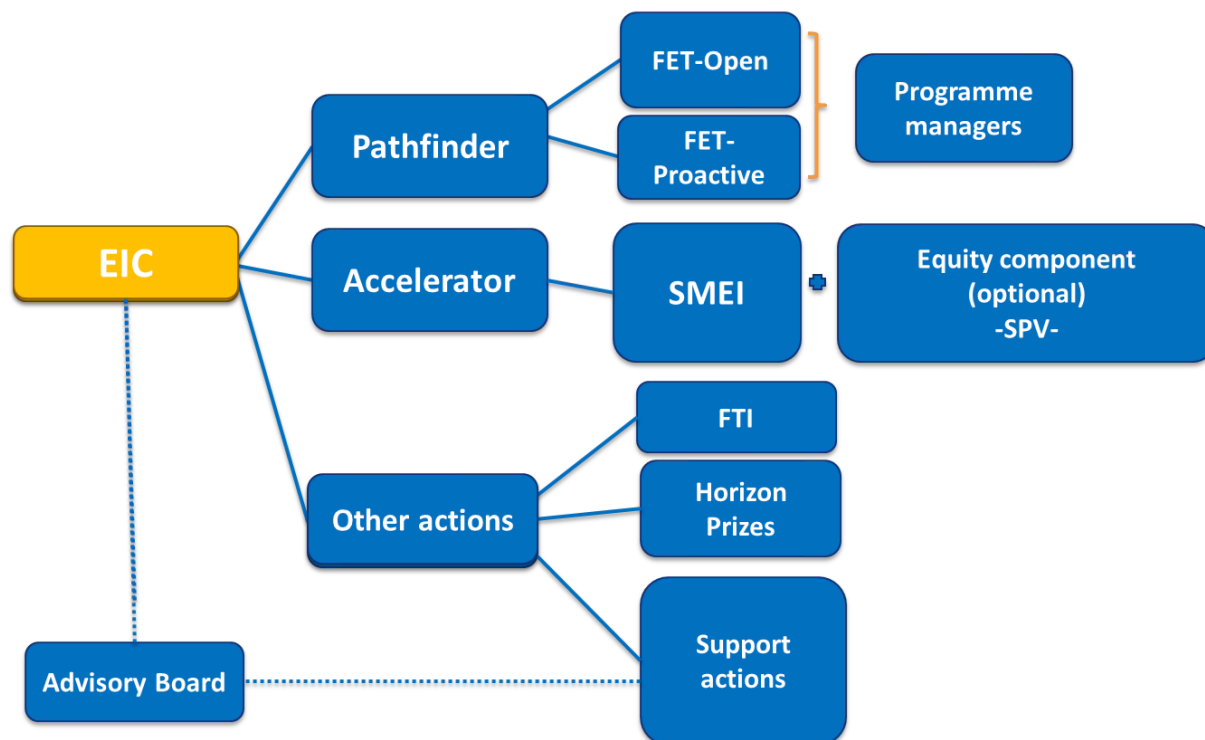 EIC
Pathfinder
FET-Open
FET-
Proactive
Programme
managers
Accelerator
SMEI
Equity component
(optional)
-SPV-
Other actions
FTI
Horizon
Prizes
Support
actions
Advisory Board